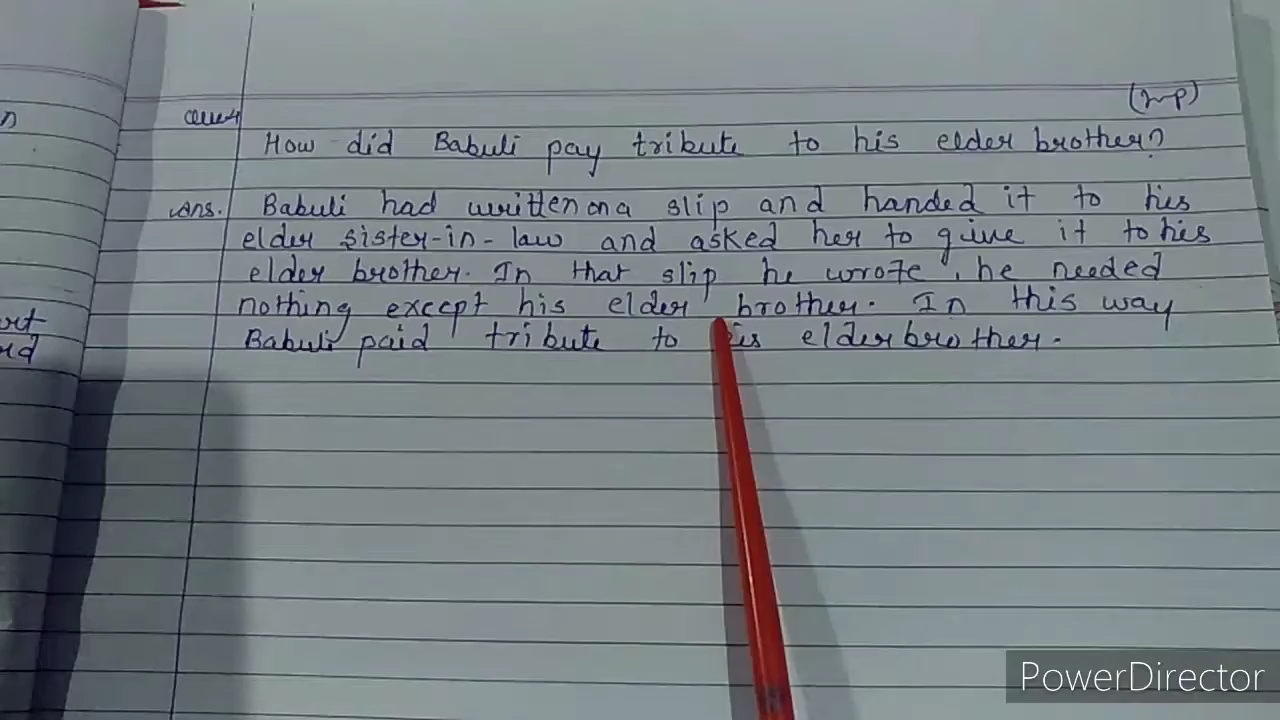 (Imp)
Ques
How did Babuli pay tribute to his elder brother?
Ans. Babuli had written on a slip and handed it to his
elder sister-in-law and asked her to give it to his
elder brother. In that slip he wrote, he needed
nothing except his elder brother. In this way
Babuli paid tribute to his elder brother.
PowerDirector